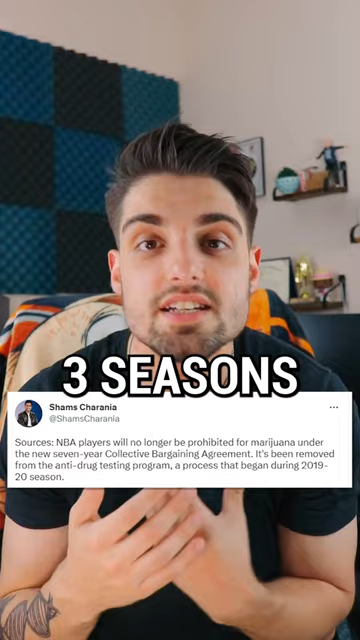 3 SEASONS
Shams Charania
@ShamsCharania
Sources: NBA players will no longer be prohibited for marijuana under
the new seven-year Collective Bargaining Agreement. It's been removed
from the anti-drug testing program, a process that began during 2019-
20 season.